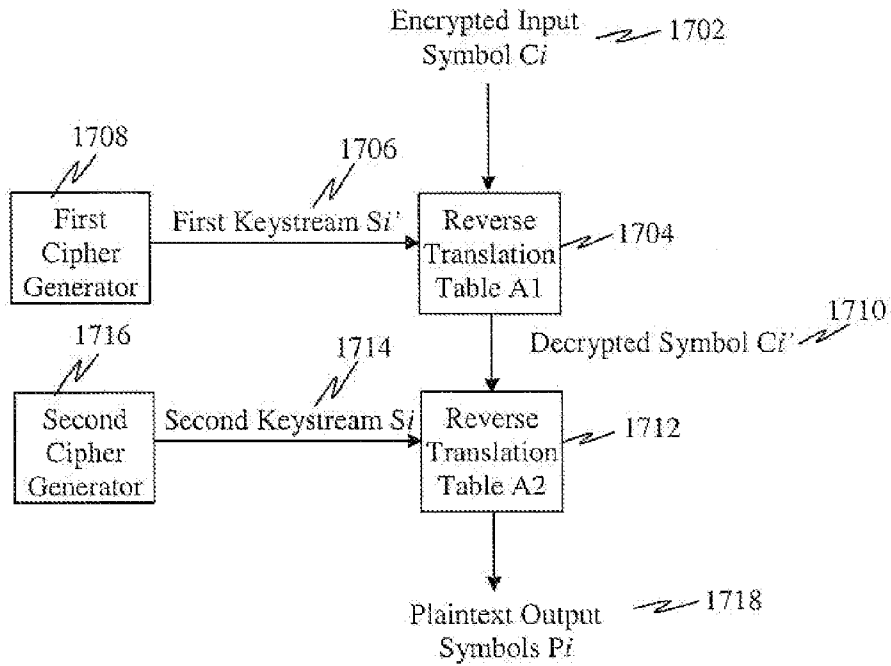 Encrypted Input
Symbol Ci
1702
1708
1706
First
Cipher
Generator
First Keystream Si'
Reverse
Translation
Table A1
1704
1710
Decrypted Symbol Ci'
1716
1714
Second
Cipher
Generator
Second Keystream Si
Reverse
Translation
Table A2
1712
Plaintext Output
Symbols Pi
1718